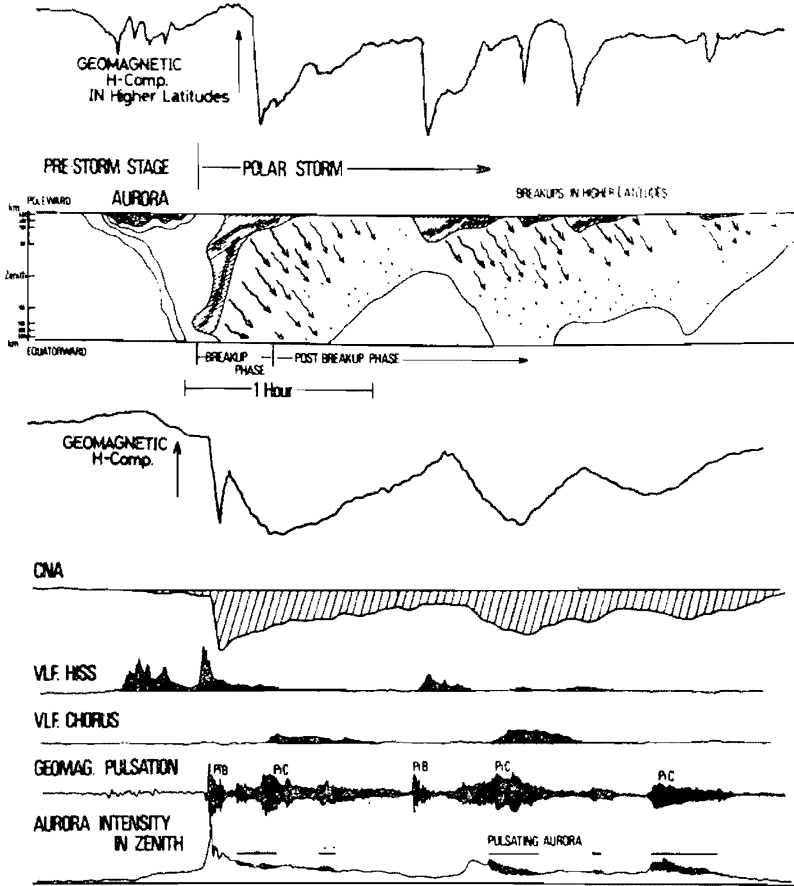 GEOMAGNETIC
H-Comp.
IN Higher Latitudes
PRE STORM STAGE
POLAR STORM
km
POLEWARD
AURORA
BREAKUPS IN HIGHER LATITUDES
Zenith
km
EQUATORWARD
BREAKUP
PHASE
POST BREAKUP PHASE
1 Hour
GEOMAGNETIC
H-Comp.
CNA
VLF. HISS
VLF. CHORUS
GEOMAG. PULSATION
PiB
PiC
PiB
PiC
PiC
AURORA INTENSITY
IN ZENITH
PULSATING AURORA